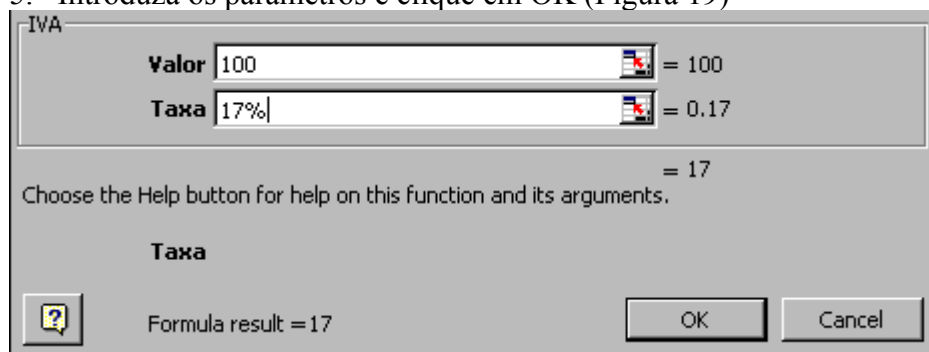 5. Introduza os parâmetros e clique em OK (Figura 19)
IVA
Valor 100 = 100
Taxa 17% = 0.17
= 17
Choose the Help button for help on this function and its arguments.
Taxa
? Formula result =17 OK Cancel